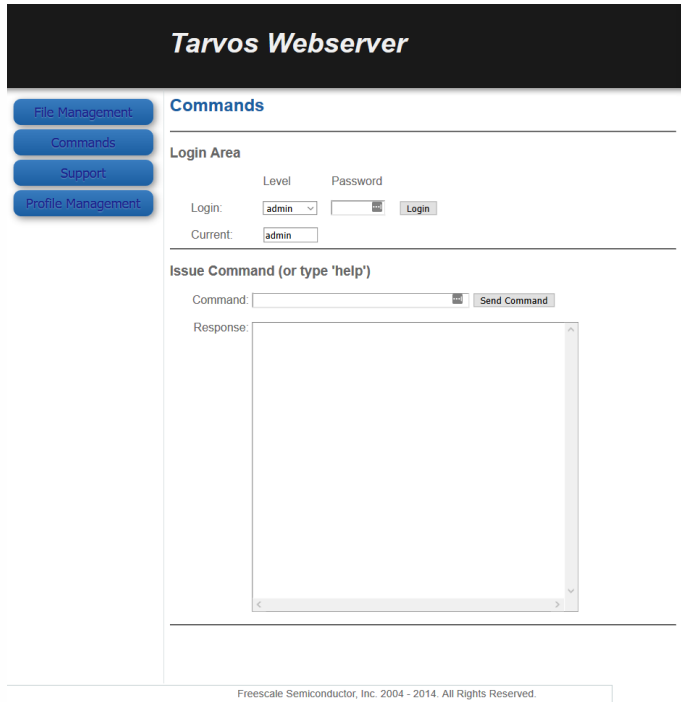 Tarvos Webserver
File Management
Commands
Support
Profile Management
Commands
Login Area
Level Password
Login: admin Login
Current: admin
Issue Command (or type 'help')
Command: Send Command
Response:
Freescale Semiconductor, Inc. 2004 - 2014. All Rights Reserved.